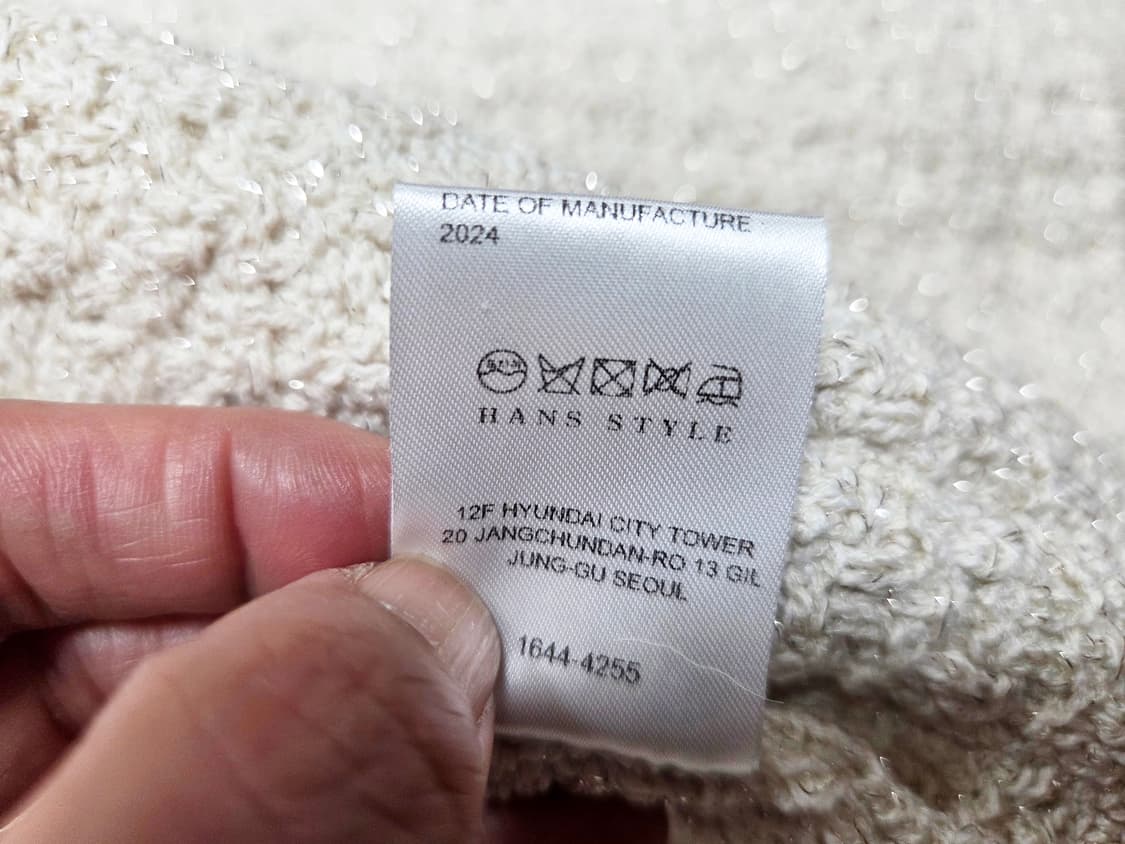 DATE OF MANUFACTURE
2024
HANS STYLE
12F HYUNDAI CITY TOWER
20 JANGCHUNDAN-RO 13 GIL
JUNG-GU SEOUL
1644-4255